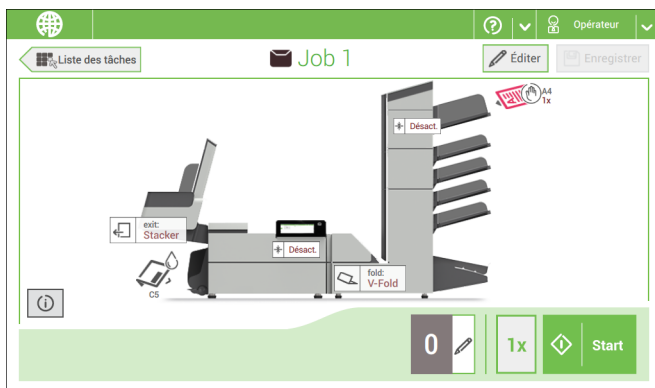 Opérateur
Liste des tâches
Job 1
Éditer
Enregistrer
A4
1x
Désact.
exit:
Stacker
Désact.
fold:
V-Fold
C5
0
1x
Start